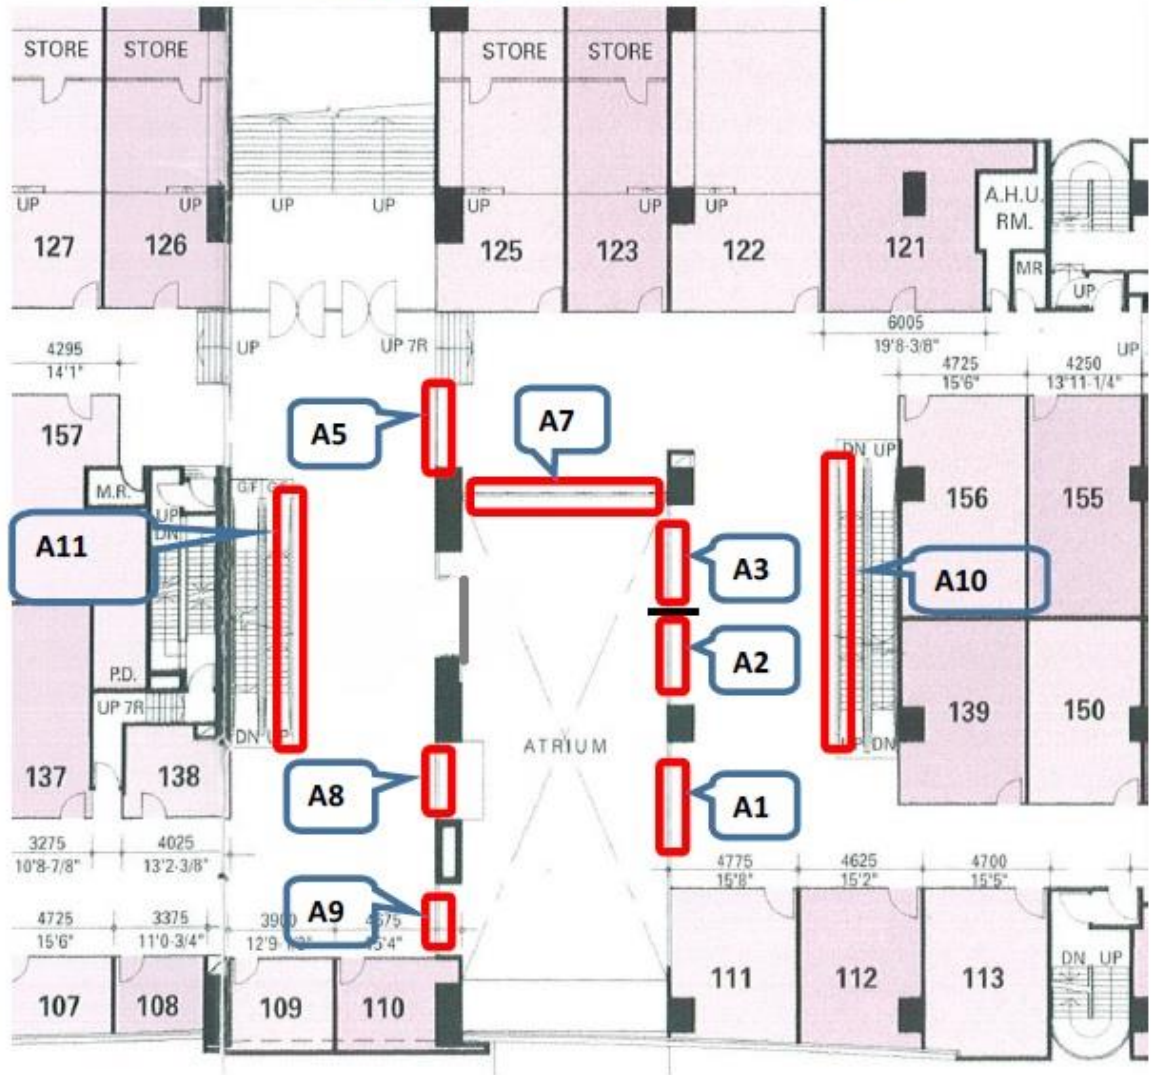 STORE STORE STORE STORE
UP UP UP UP UP UP UP
127 126 125 123 122 121
A.H.U.
RM.
MR
UP
6005
19'8-3/8"
UP UP 7R UP
4295
14'1"
4725 4250
15'6" 13'11-1/4"
A5
A7
157
DN UP
M.R.
G/F
156 155
UP
DN
A11
A3
A10
A2
P.D.
UP 7R
139 150
DN UP
UP DN
ATRIUM
137 138
A8
A1
3275 4025
10'8-7/8" 13'2-3/8"
4775 4625 4700
15'8" 15'2" 15'5"
A9
4725 3375
15'6" 11'0-3/4"
DN UP
111 112 113
107 108 109 110